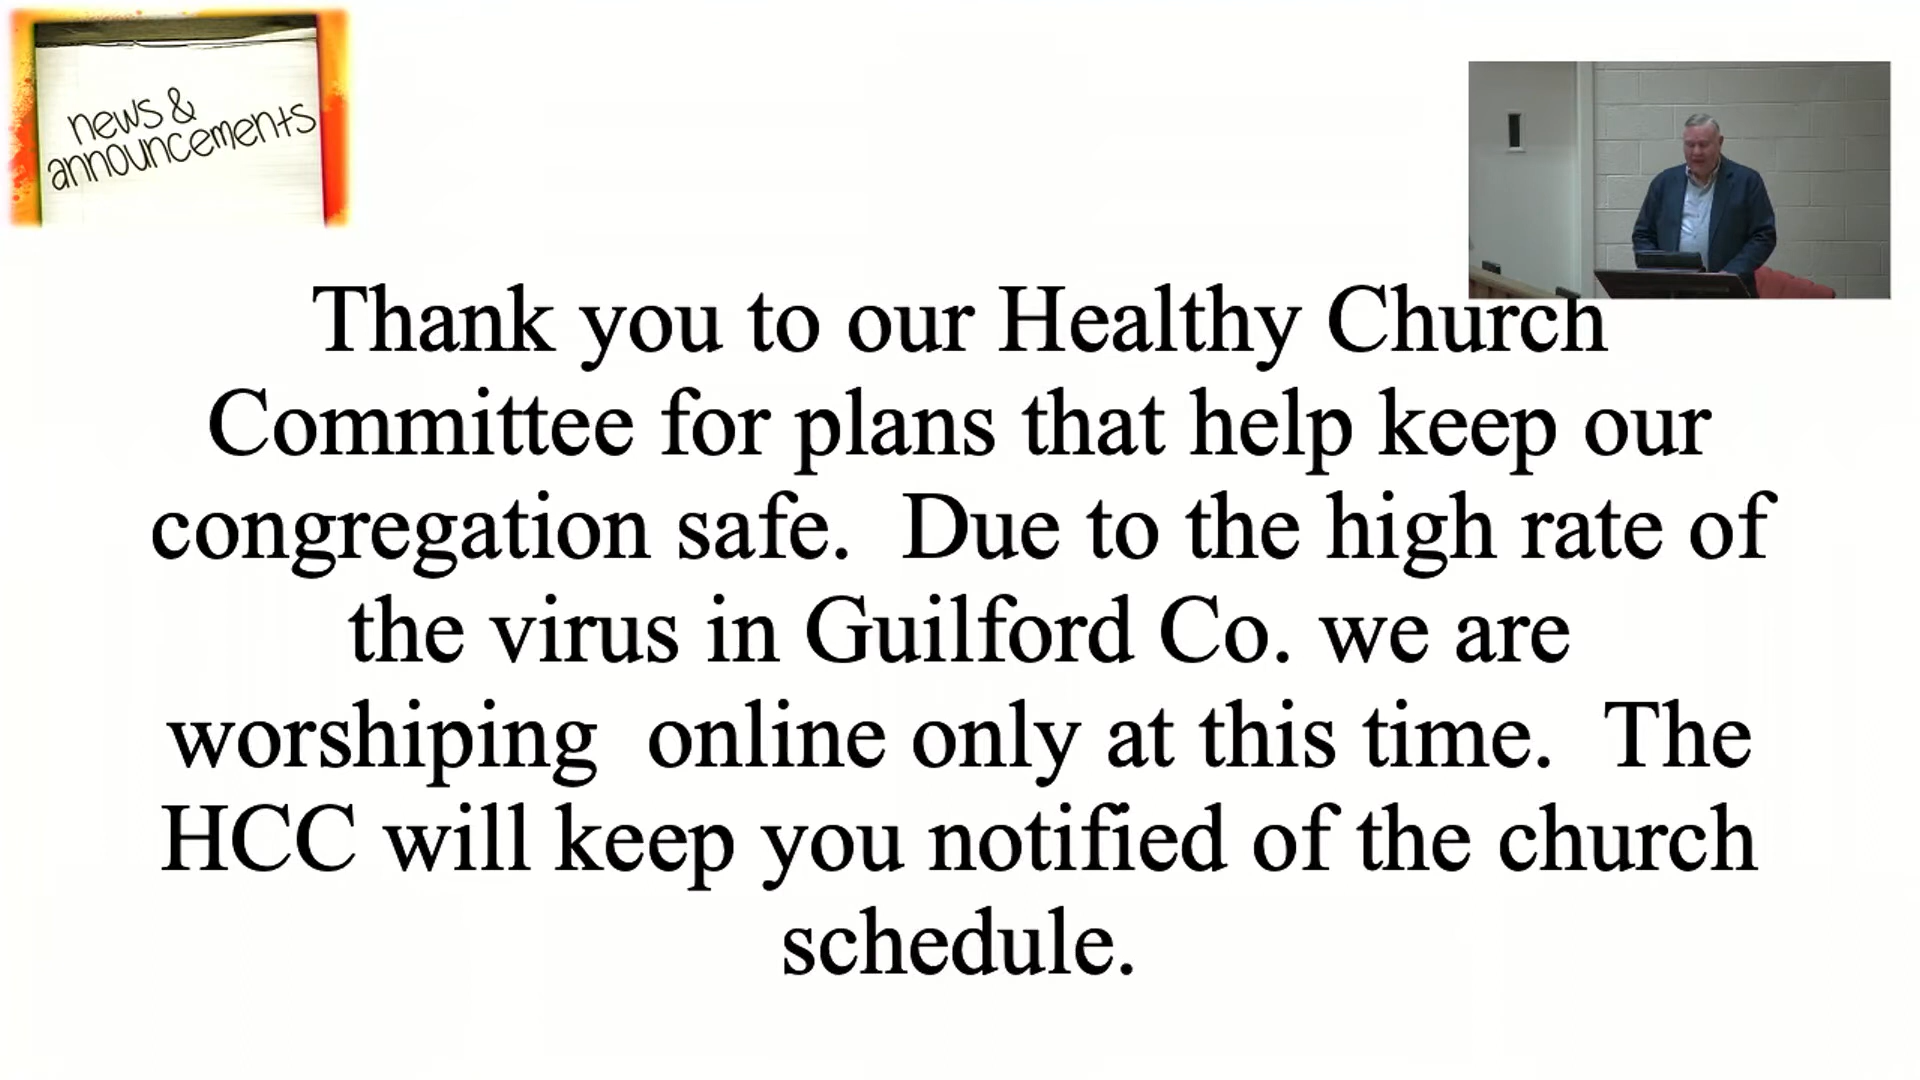 news &
announcements
Thank you to our Healthy Church
Committee for plans that help keep our
congregation safe.  Due to the high rate of
the virus in Guilford Co. we are
worshiping  online only at this time.  The
HCC will keep you notified of the church
schedule.